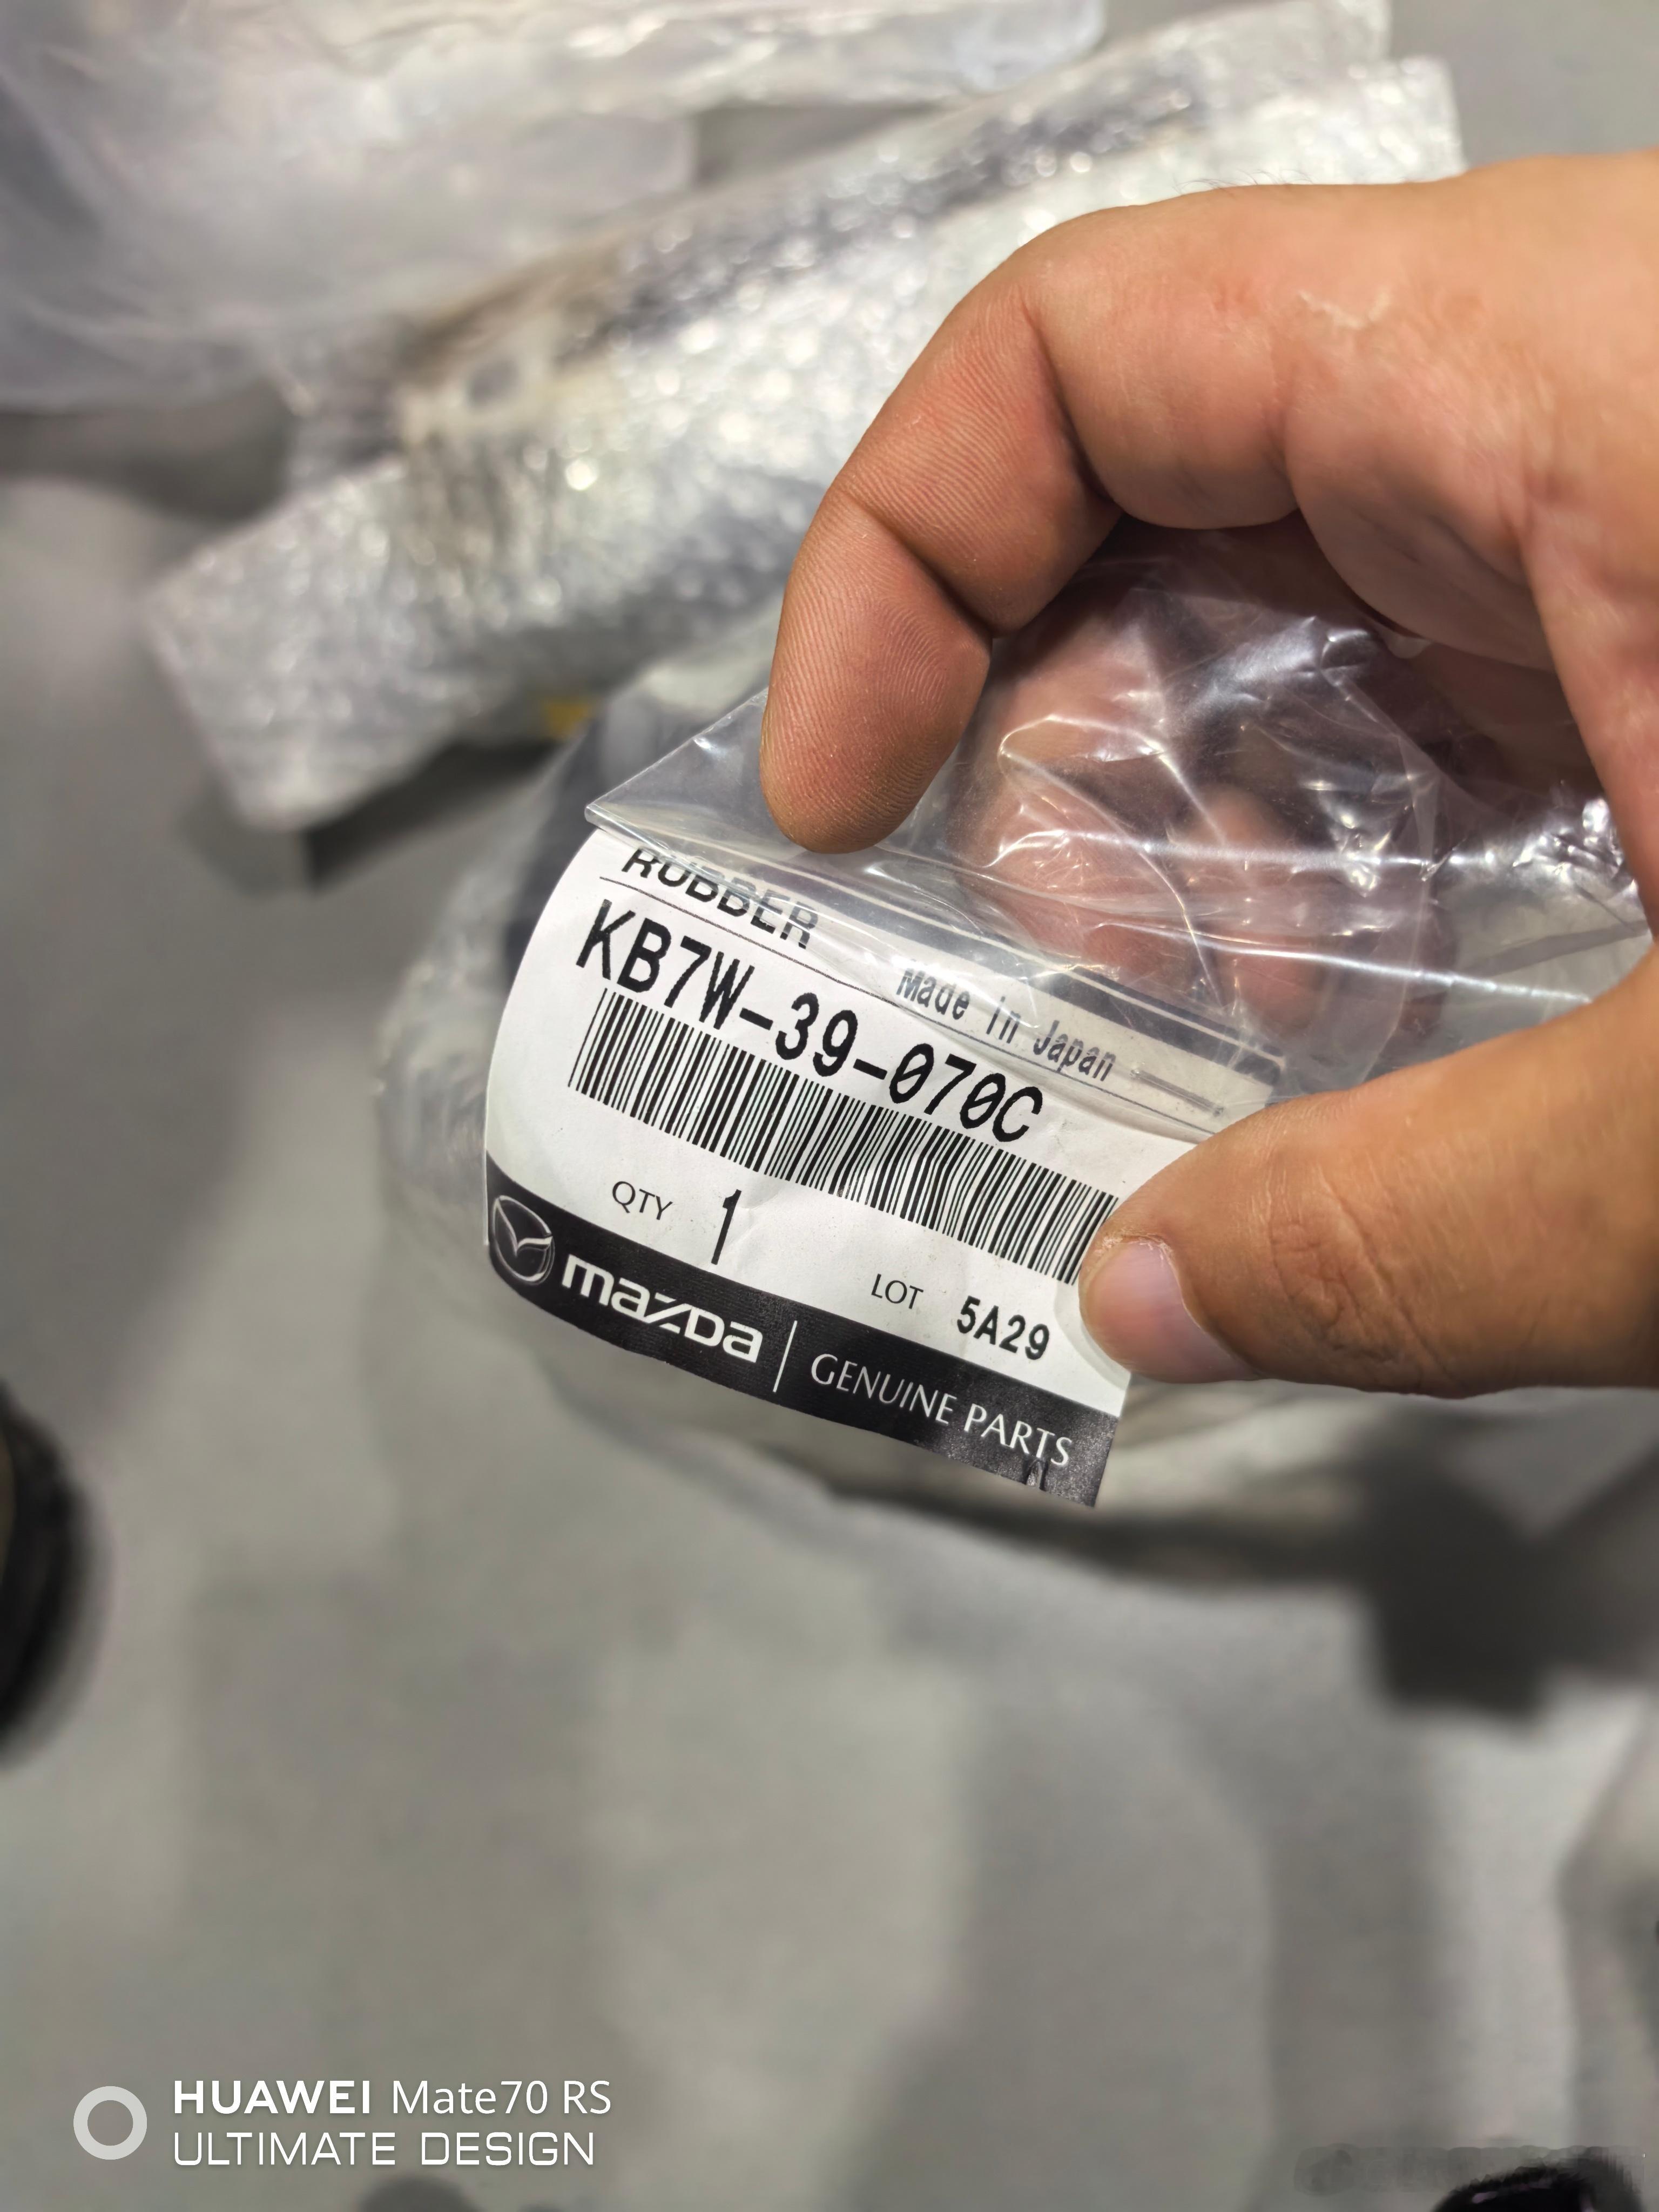 RUBBER
Made in Japan
KB7W-39-070C
QTY 1
LOT 5A29
mazda | GENUINE PARTS
HUAWEI Mate70 RS
ULTIMATE DESIGN